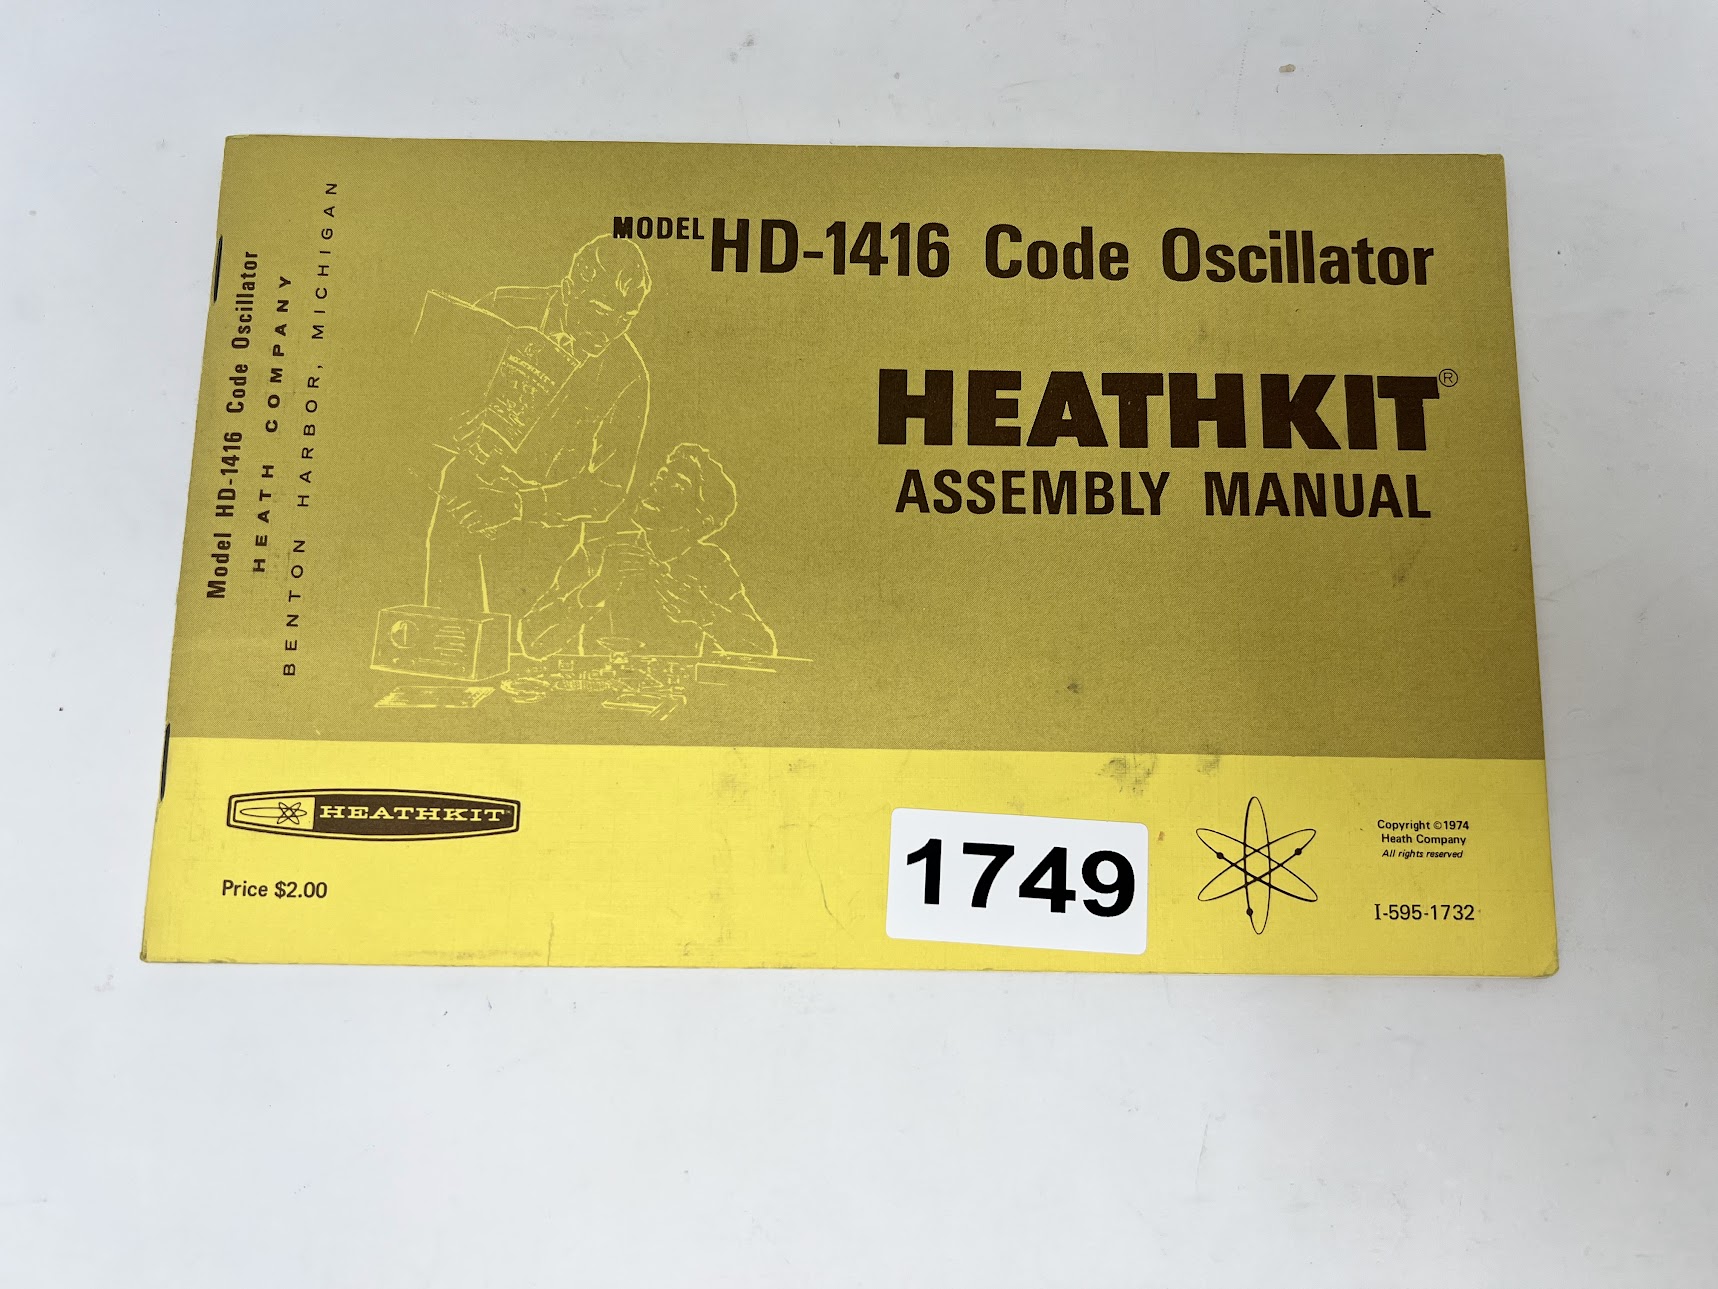 MODEL HD-1416 Code Oscillator
HEATHKIT®
ASSEMBLY MANUAL
Model HD-1416 Code Oscillator
HEATH COMPANY
BENTON HARBOR, MICHIGAN
HEATHKIT
HEATHKIT
Price $2.00
1749
Copyright © 1974
Heath Company
All rights reserved
I-595-1732